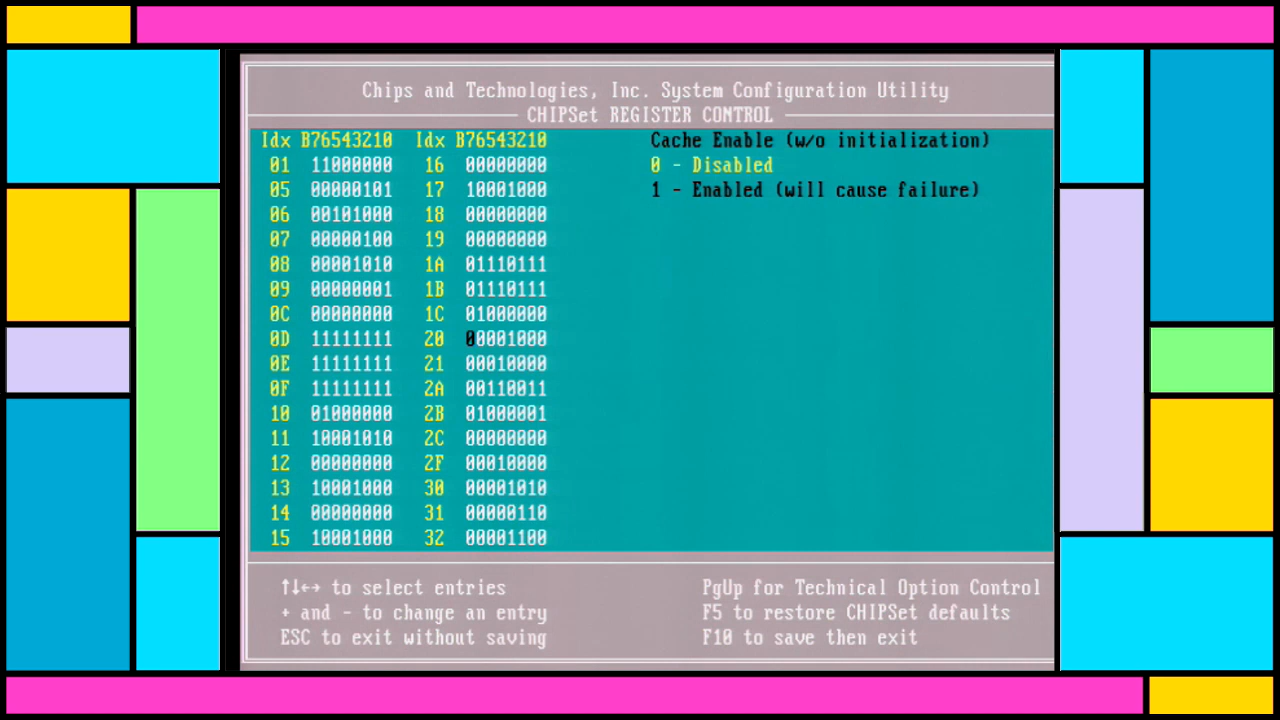 Chips and Technologies, Inc. System Configuration Utility
CHIPSet REGISTER CONTROL
Idx B76543210 Idx B76543210 Cache Enable (w/o initialization)
01 11000000 16 00000000 0 - Disabled
05 00000101 17 10001000 1 - Enabled (will cause failure)
06 00101000 18 00000000
07 00000100 19 00000000
08 00001010 1A 01110111
09 00000001 1B 01110111
0C 00000000 1C 01000000
0D 11111111 20 00001000
0E 11111111 21 00010000
0F 11111111 2A 00110011
10 01000000 2B 01000001
11 10001010 2C 00000000
12 00000000 2F 00010000
13 10001000 30 00001010
14 00000000 31 00000110
15 10001000 32 00001100
↑↓←→ to select entries PgUp for Technical Option Control
+ and - to change an entry F5 to restore CHIPSet defaults
ESC to exit without saving F10 to save then exit